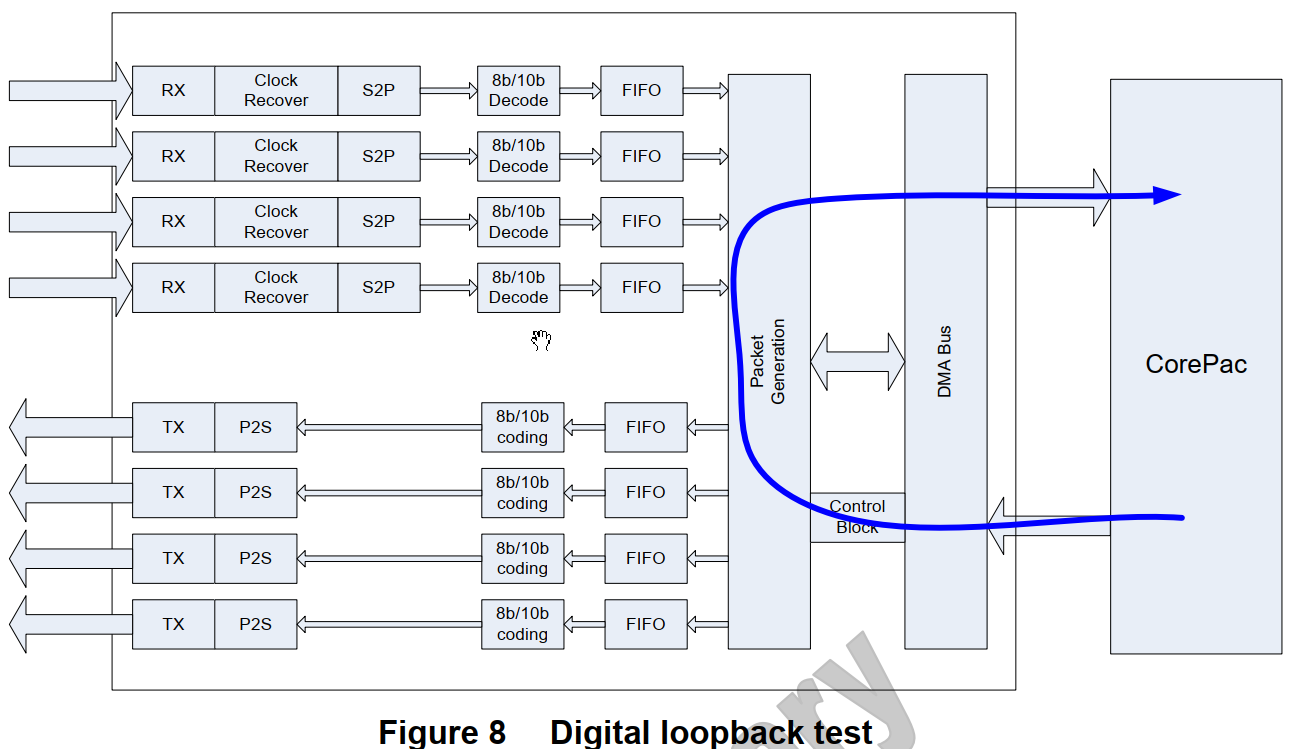 RX
Clock
Recover
S2P
8b/10b
Decode
FIFO
RX
Clock
Recover
S2P
8b/10b
Decode
FIFO
RX
Clock
Recover
S2P
8b/10b
Decode
FIFO
RX
Clock
Recover
S2P
8b/10b
Decode
FIFO
Packet
Generation
DMA Bus
CorePac
TX
P2S
8b/10b
coding
FIFO
TX
P2S
8b/10b
coding
FIFO
Control
Block
TX
P2S
8b/10b
coding
FIFO
TX
P2S
8b/10b
coding
FIFO
Figure 8 Digital loopback test